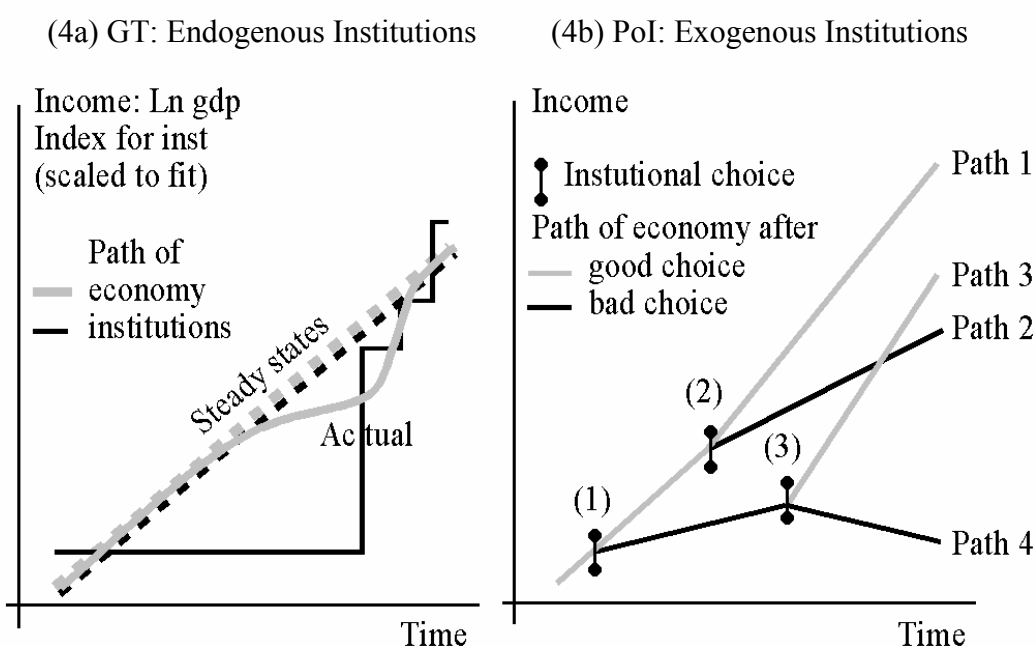 (4a) GT: Endogenous Institutions
Income: Ln gdp
Index for inst
(scaled to fit)
Path of
economy
institutions
Steady states
Actual
Time
(4b) PoI: Exogenous Institutions
Income
Instutional choice
Path of economy after
good choice
bad choice
Path 1
Path 3
Path 2
(2)
(3)
(1)
Path 4
Time